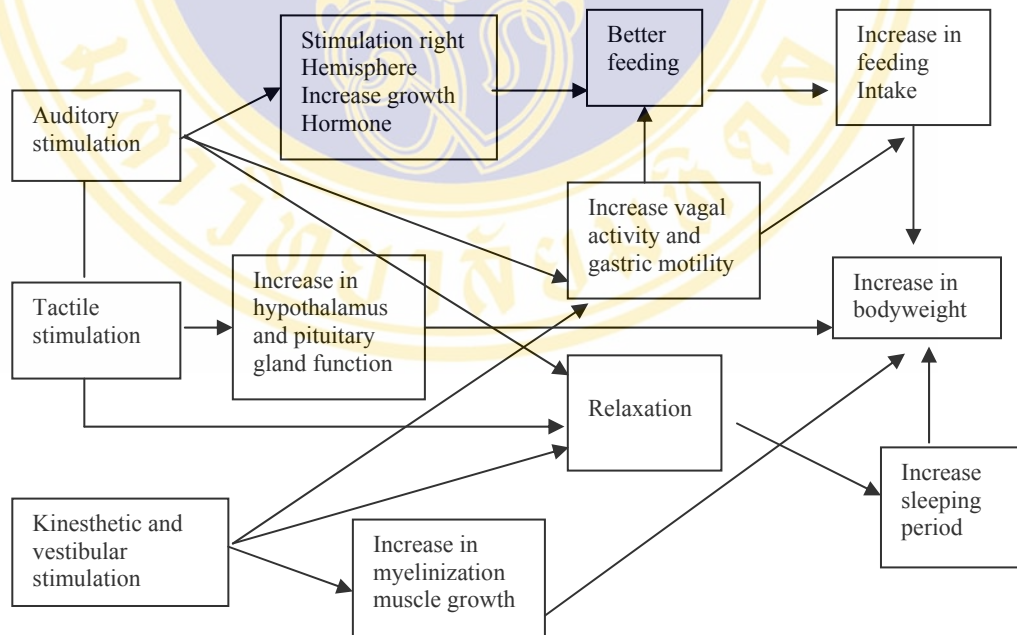 Stimulation right
Hemisphere
Increase growth
Hormone
Better
feeding
Increase in
feeding
Intake
Auditory
stimulation
Increase vagal
activity and
gastric motility
Increase in
hypothalamus
and pituitary
gland function
Tactile
stimulation
Increase in
bodyweight
Relaxation
Increase
sleeping
period
Kinesthetic and
vestibular
stimulation
Increase in
myelinization
muscle growth